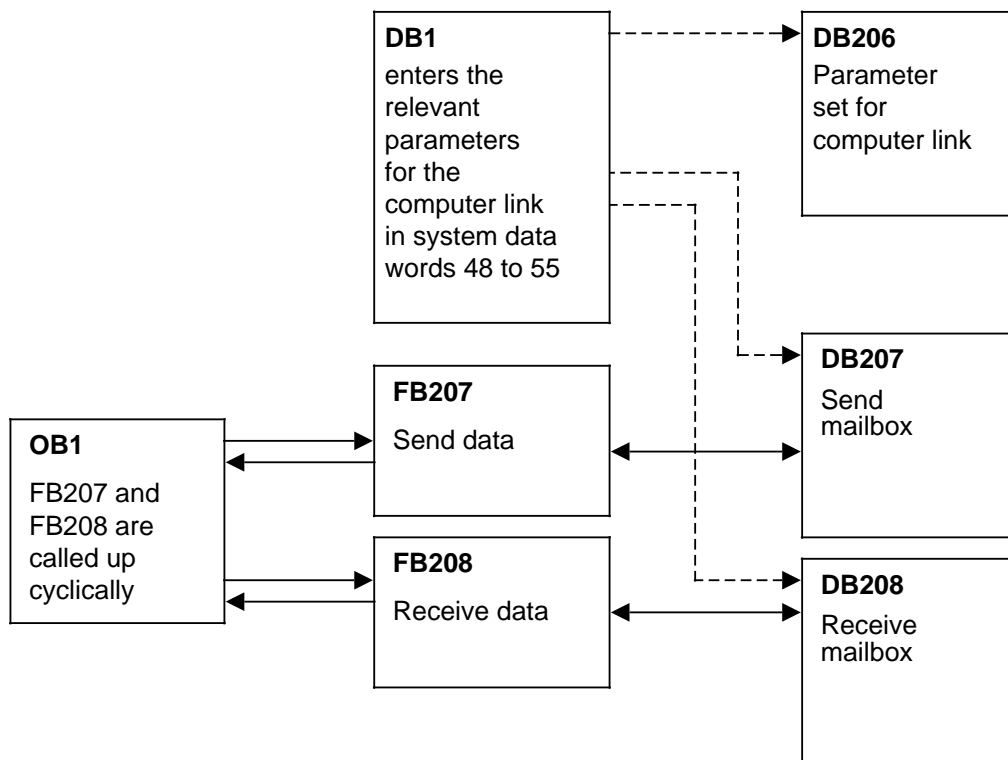 DB1
enters the
relevant
parameters
for the
computer link
in system data
words 48 to 55
DB206
Parameter
set for
computer link
FB207
Send data
DB207
Send
mailbox
OB1
FB207 and
FB208 are
called up
cyclically
FB208
Receive data
DB208
Receive
mailbox